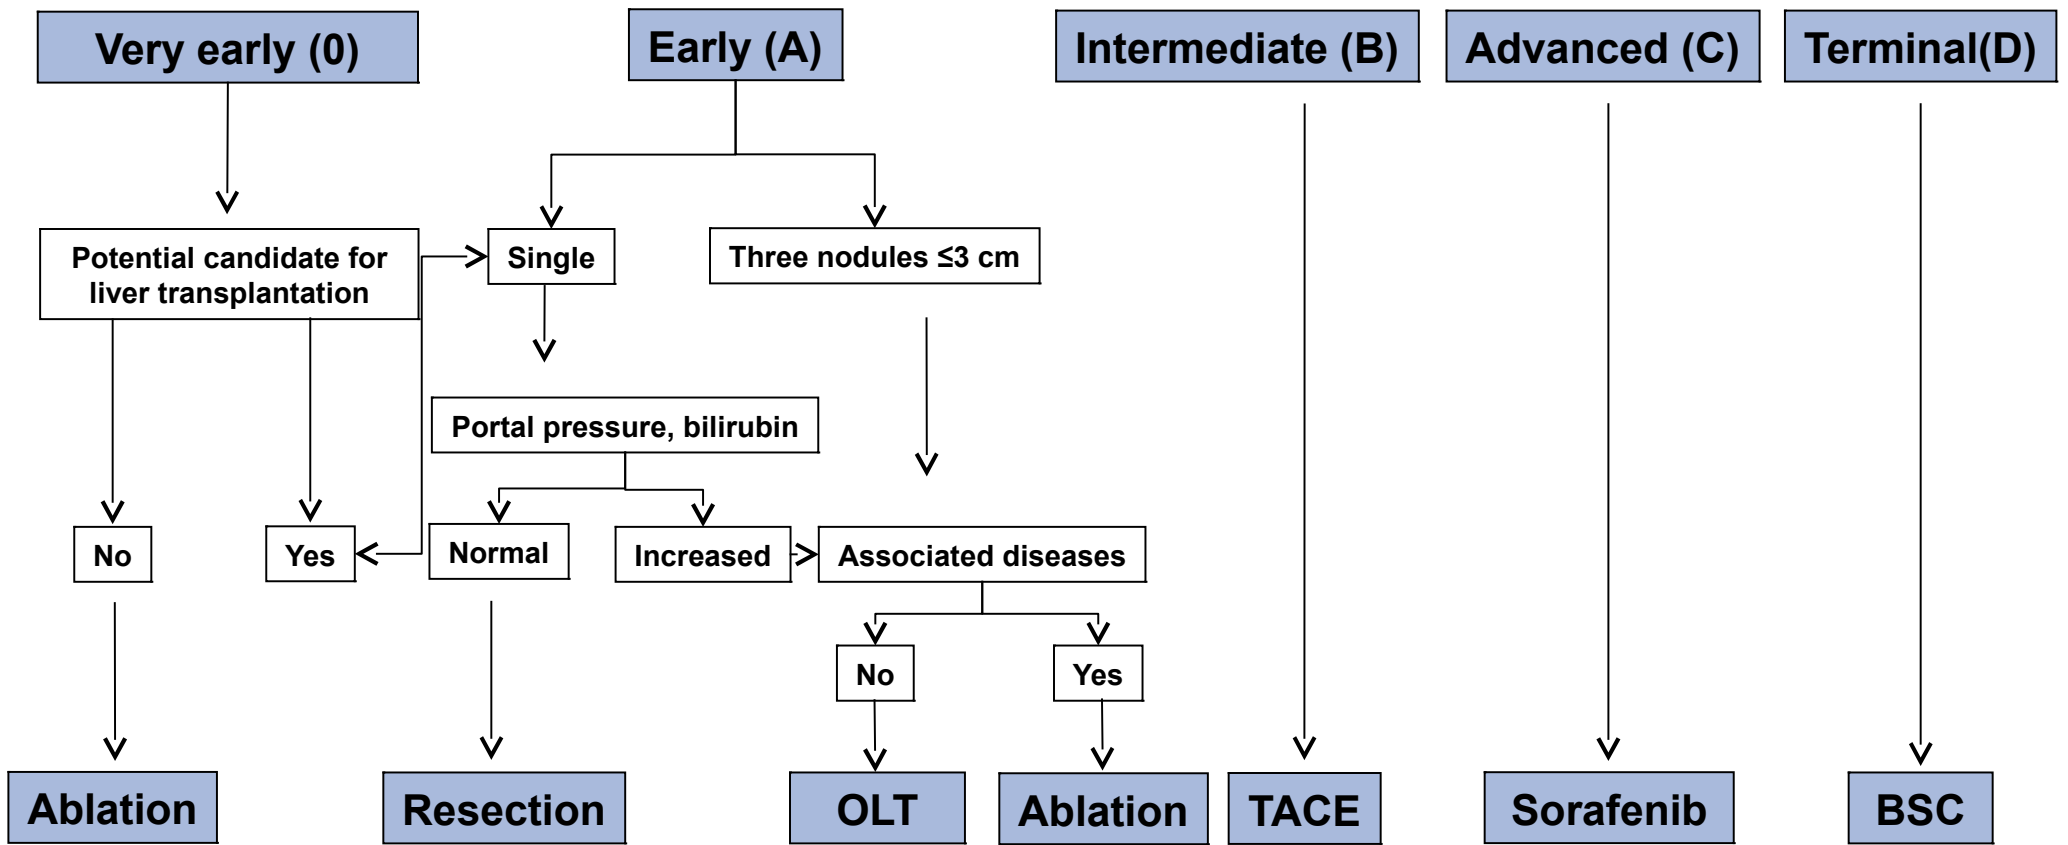 Very early (0)
Early (A)
Intermediate (B)
Advanced (C)
Terminal(D)
Potential candidate for
liver transplantation
Single
Three nodules ≤3 cm
Portal pressure, bilirubin
No
Yes
Normal
Increased
Associated diseases
No
Yes
Ablation
Resection
OLT
Ablation
TACE
Sorafenib
BSC